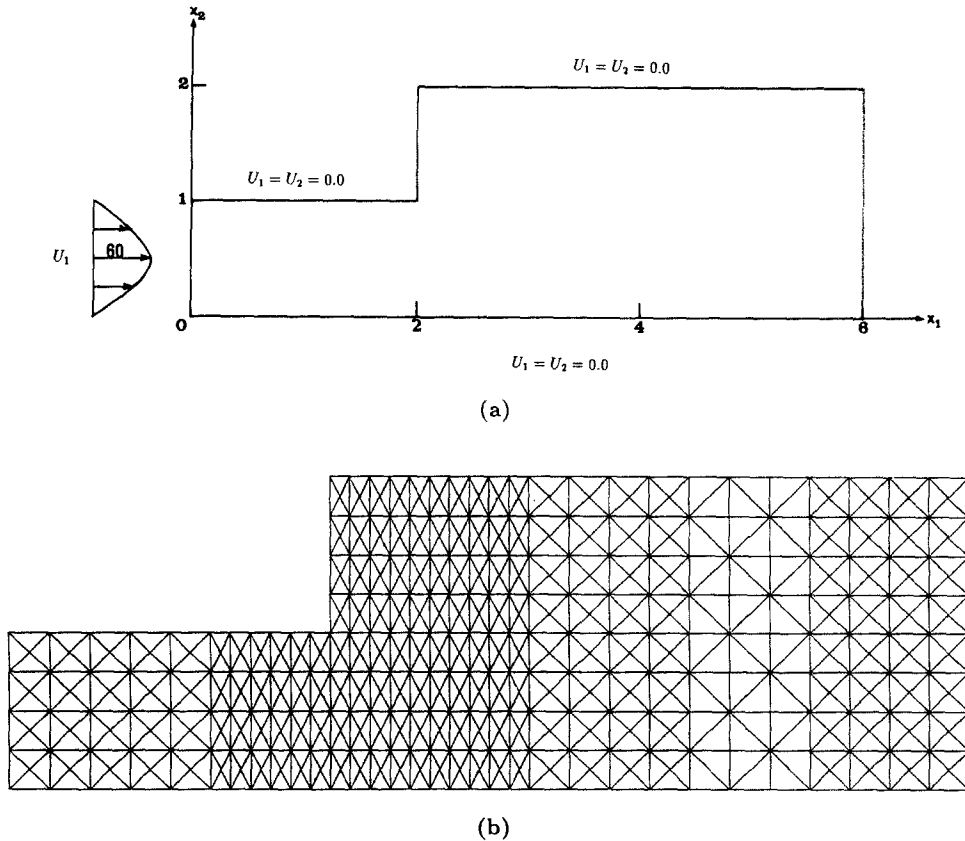 x₂
U₁ = U₂ = 0.0
2
U₁ = U₂ = 0.0
1
U₁
60
0
2
4
6
x₁
U₁ = U₂ = 0.0
(a)
(b)